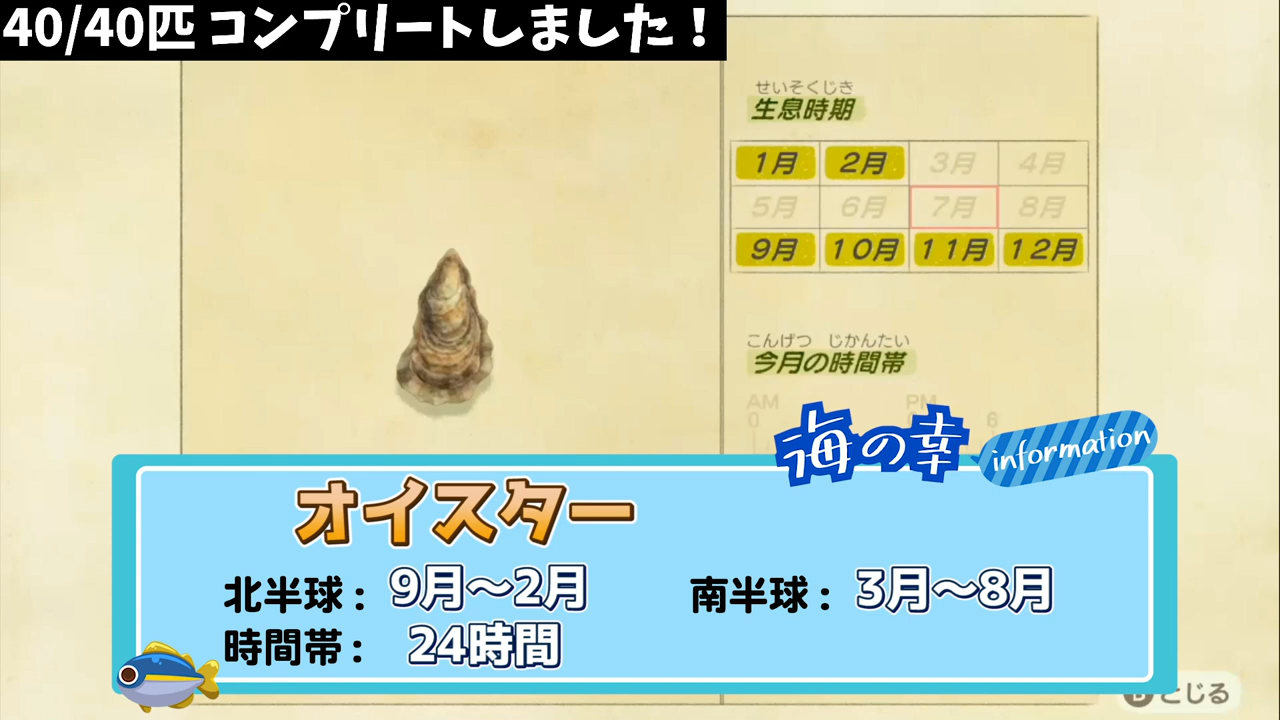 40/40匹 コンプリートしました！
せいそくじき
生息時期
1月 2月 3月 4月
5月 6月 7月 8月
9月 10月 11月 12月
こんげつ じかんたい
今月の時間帯
AM PM
0 6
海の幸 information
オイスター
北半球： 9月～2月 南半球： 3月～8月
時間帯： 24時間
とじる